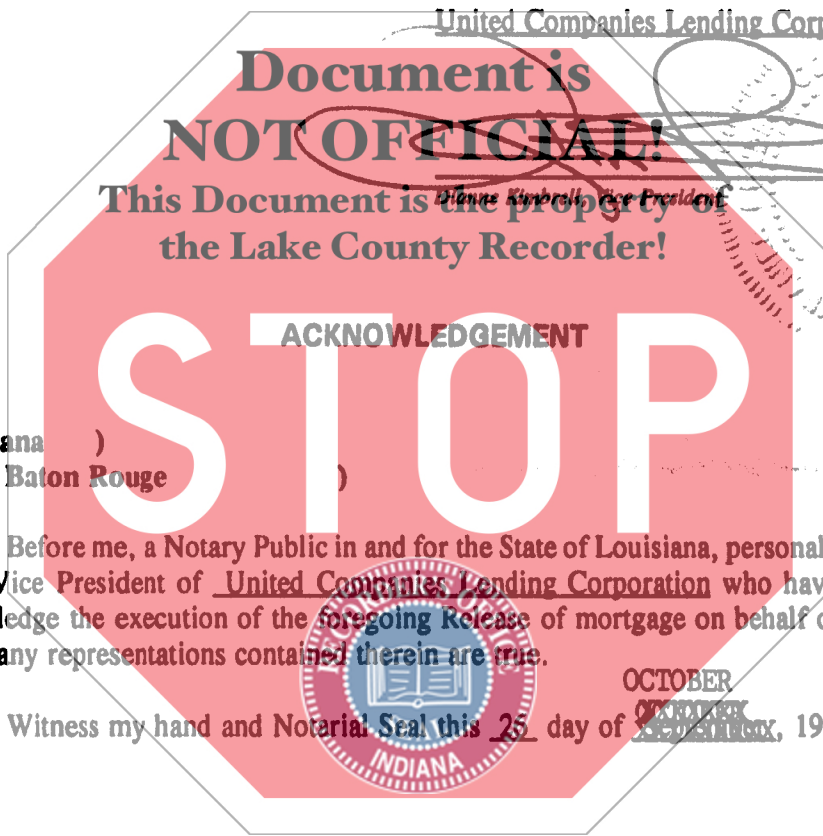 United Companies Lending Corp
Document is
NOT OFFICIAL!
Dianne Kimbrell, Vice President
This Document is the property of
the Lake County Recorder!
ACKNOWLEDGEMENT
STOP
ana )
Baton Rouge )
Before me, a Notary Public in and for the State of Louisiana, personal
Vice President of United Companies Lending Corporation who hav
ledge the execution of the foregoing Release of mortgage on behalf o
any representations contained therein are true.
RECORDER'S OFFICE
OCTOBER
Witness my hand and Notarial Seal this 26 day of , 19
INDIANA